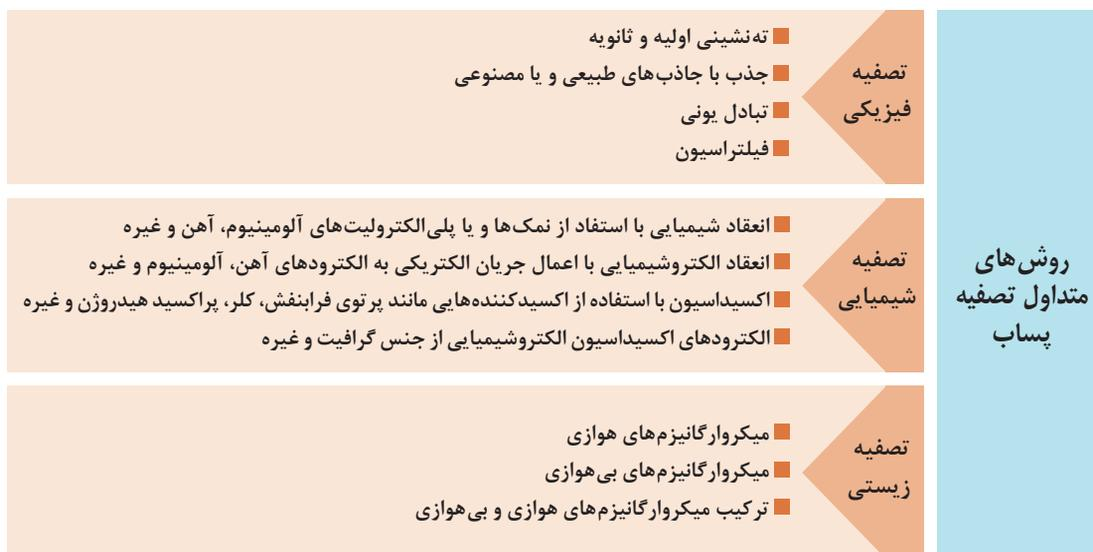 روش‌های
متداول تصفیه
پساب
تصفیه
فیزیکی
ته‌نشینی اولیه و ثانویه
جذب با جاذب‌های طبیعی و یا مصنوعی
تبادل یونی
فیلتراسیون
تصفیه
شیمیایی
انعقاد شیمیایی با استفاد از نمک‌ها و یا پلی‌الکترولیت‌های آلومینیوم، آهن و غیره
انعقاد الکتروشیمیایی با اعمال جریان الکتریکی به الکترودهای آهن، آلومینیوم و غیره
اکسیداسیون با استفاده از اکسیدکننده‌هایی مانند پرتوی فرابنفش، کلر، پراکسید هیدروژن و غیره
الکترودهای اکسیداسیون الکتروشیمیایی از جنس گرافیت و غیره
تصفیه
زیستی
میکروارگانیزم‌های هوازی
میکروارگانیزم‌های بی‌هوازی
ترکیب میکروارگانیزم‌های هوازی و بی‌هوازی